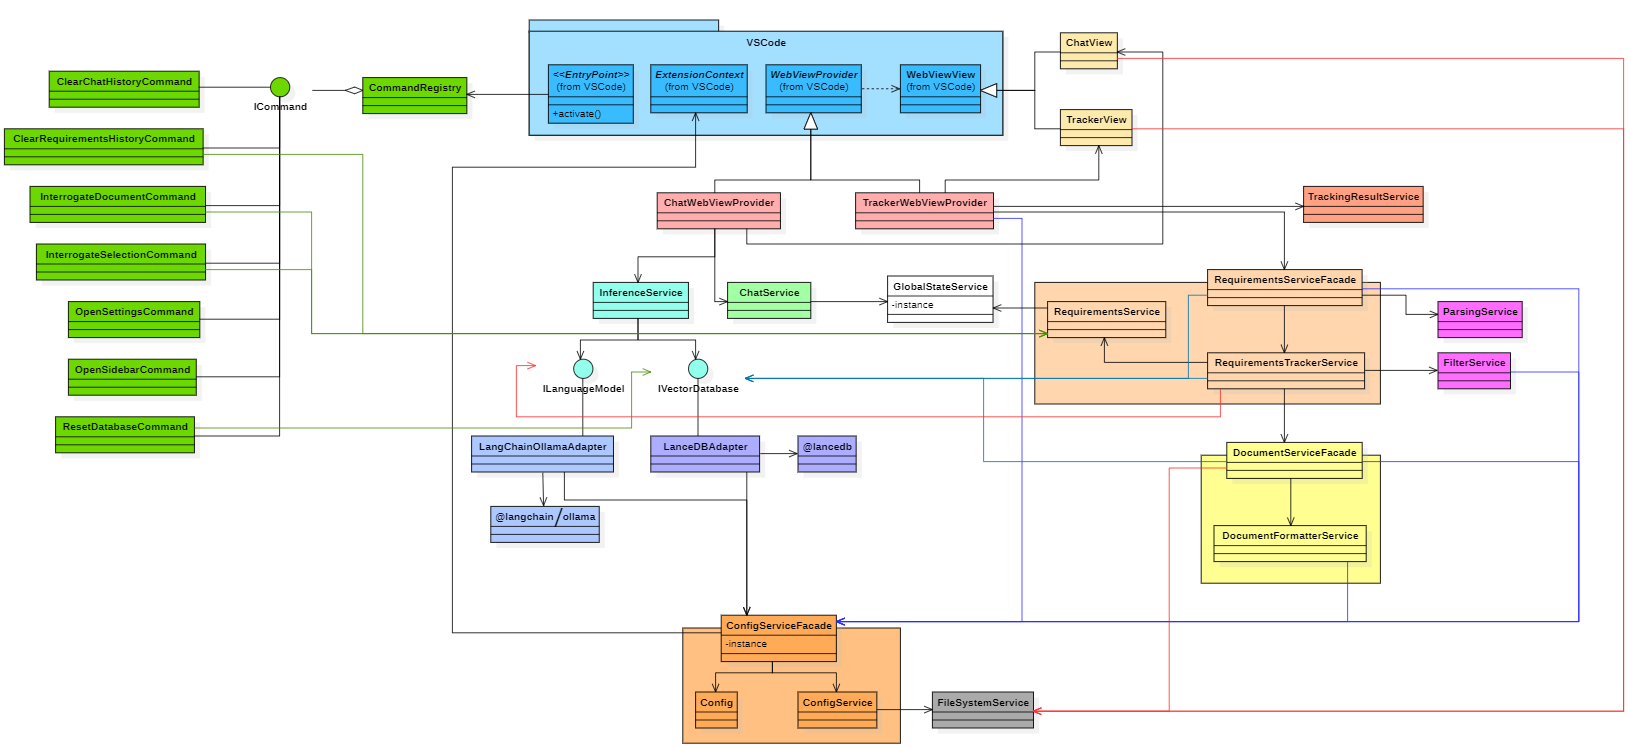 VSCode
ChatView
<<EntryPoint>>
(from VSCode)
+activate()
ExtensionContext
(from VSCode)
WebViewProvider
(from VSCode)
WebViewView
(from VSCode)
ClearChatHistoryCommand
ICommand
CommandRegistry
TrackerView
ClearRequirementsHistoryCommand
InterrogateDocumentCommand
ChatWebViewProvider
TrackerWebViewProvider
TrackingResultService
InterrogateSelectionCommand
RequirementsServiceFacade
InferenceService
ChatService
GlobalStateService
-instance
OpenSettingsCommand
RequirementsService
ParsingService
OpenSidebarCommand
RequirementsTrackerService
FilterService
ILanguageModel
IVectorDatabase
ResetDatabaseCommand
LangChainOllamaAdapter
LanceDBAdapter
@lancedb
DocumentServiceFacade
@langchain/ollama
DocumentFormatterService
ConfigServiceFacade
-instance
Config
ConfigService
FileSystemService